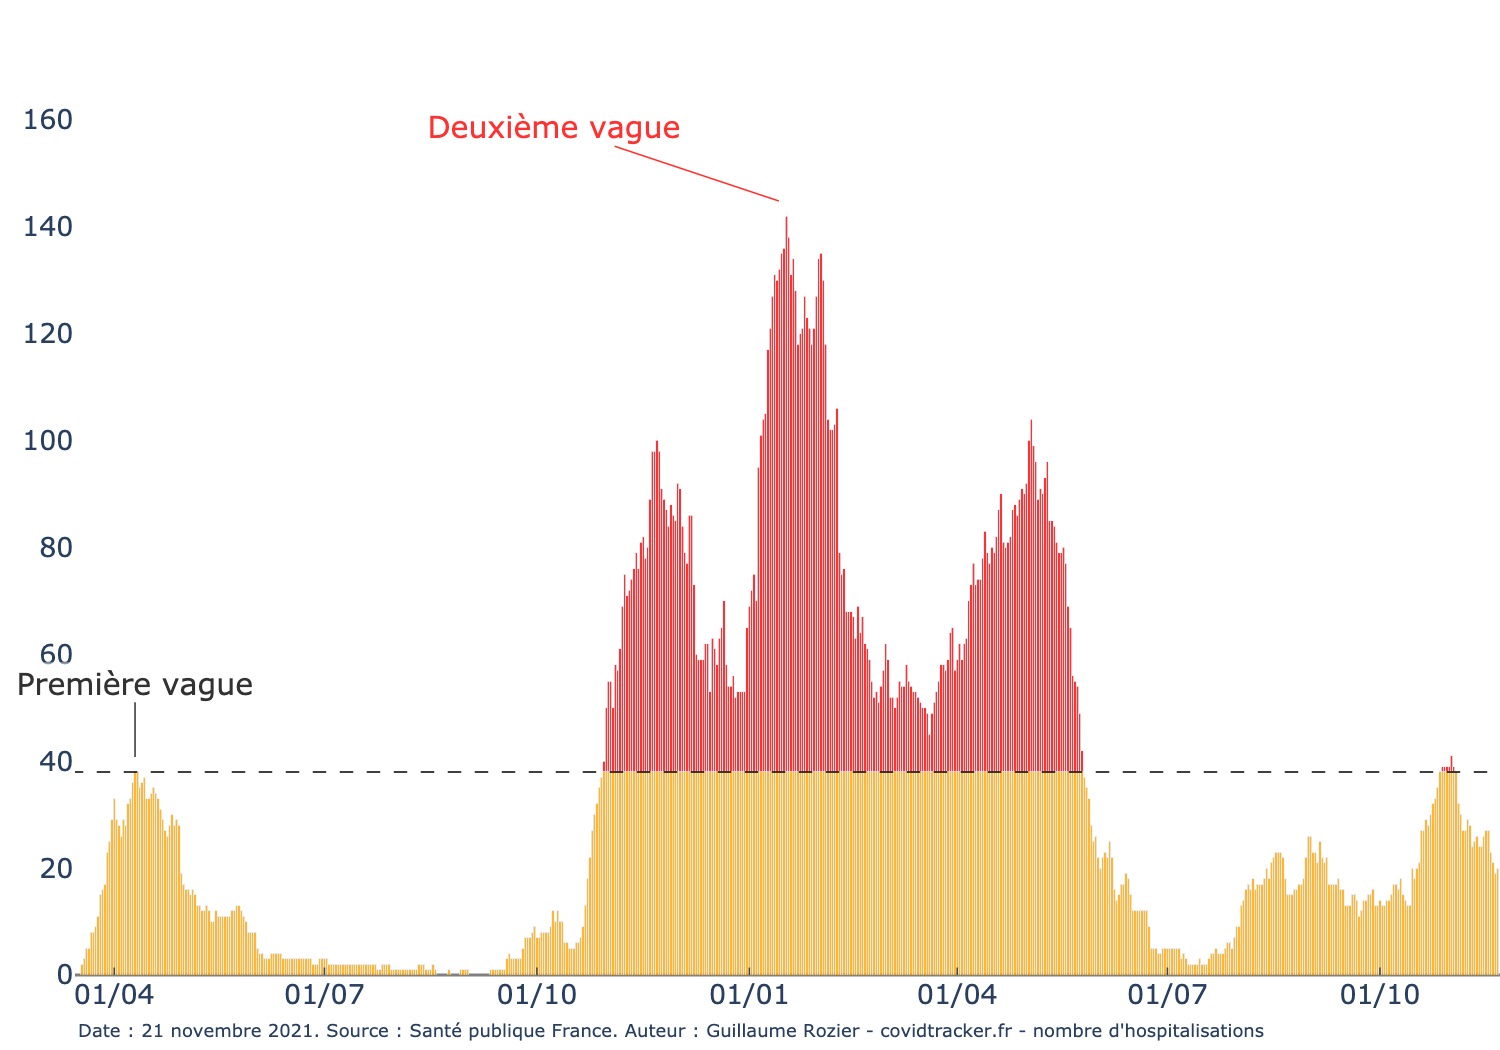 160
Deuxième vague
140
120
100
80
60
Première vague
40
20
0
01/04 01/07 01/10 01/01 01/04 01/07 01/10
Date : 21 novembre 2021. Source : Santé publique France. Auteur : Guillaume Rozier - covidtracker.fr - nombre d'hospitalisations